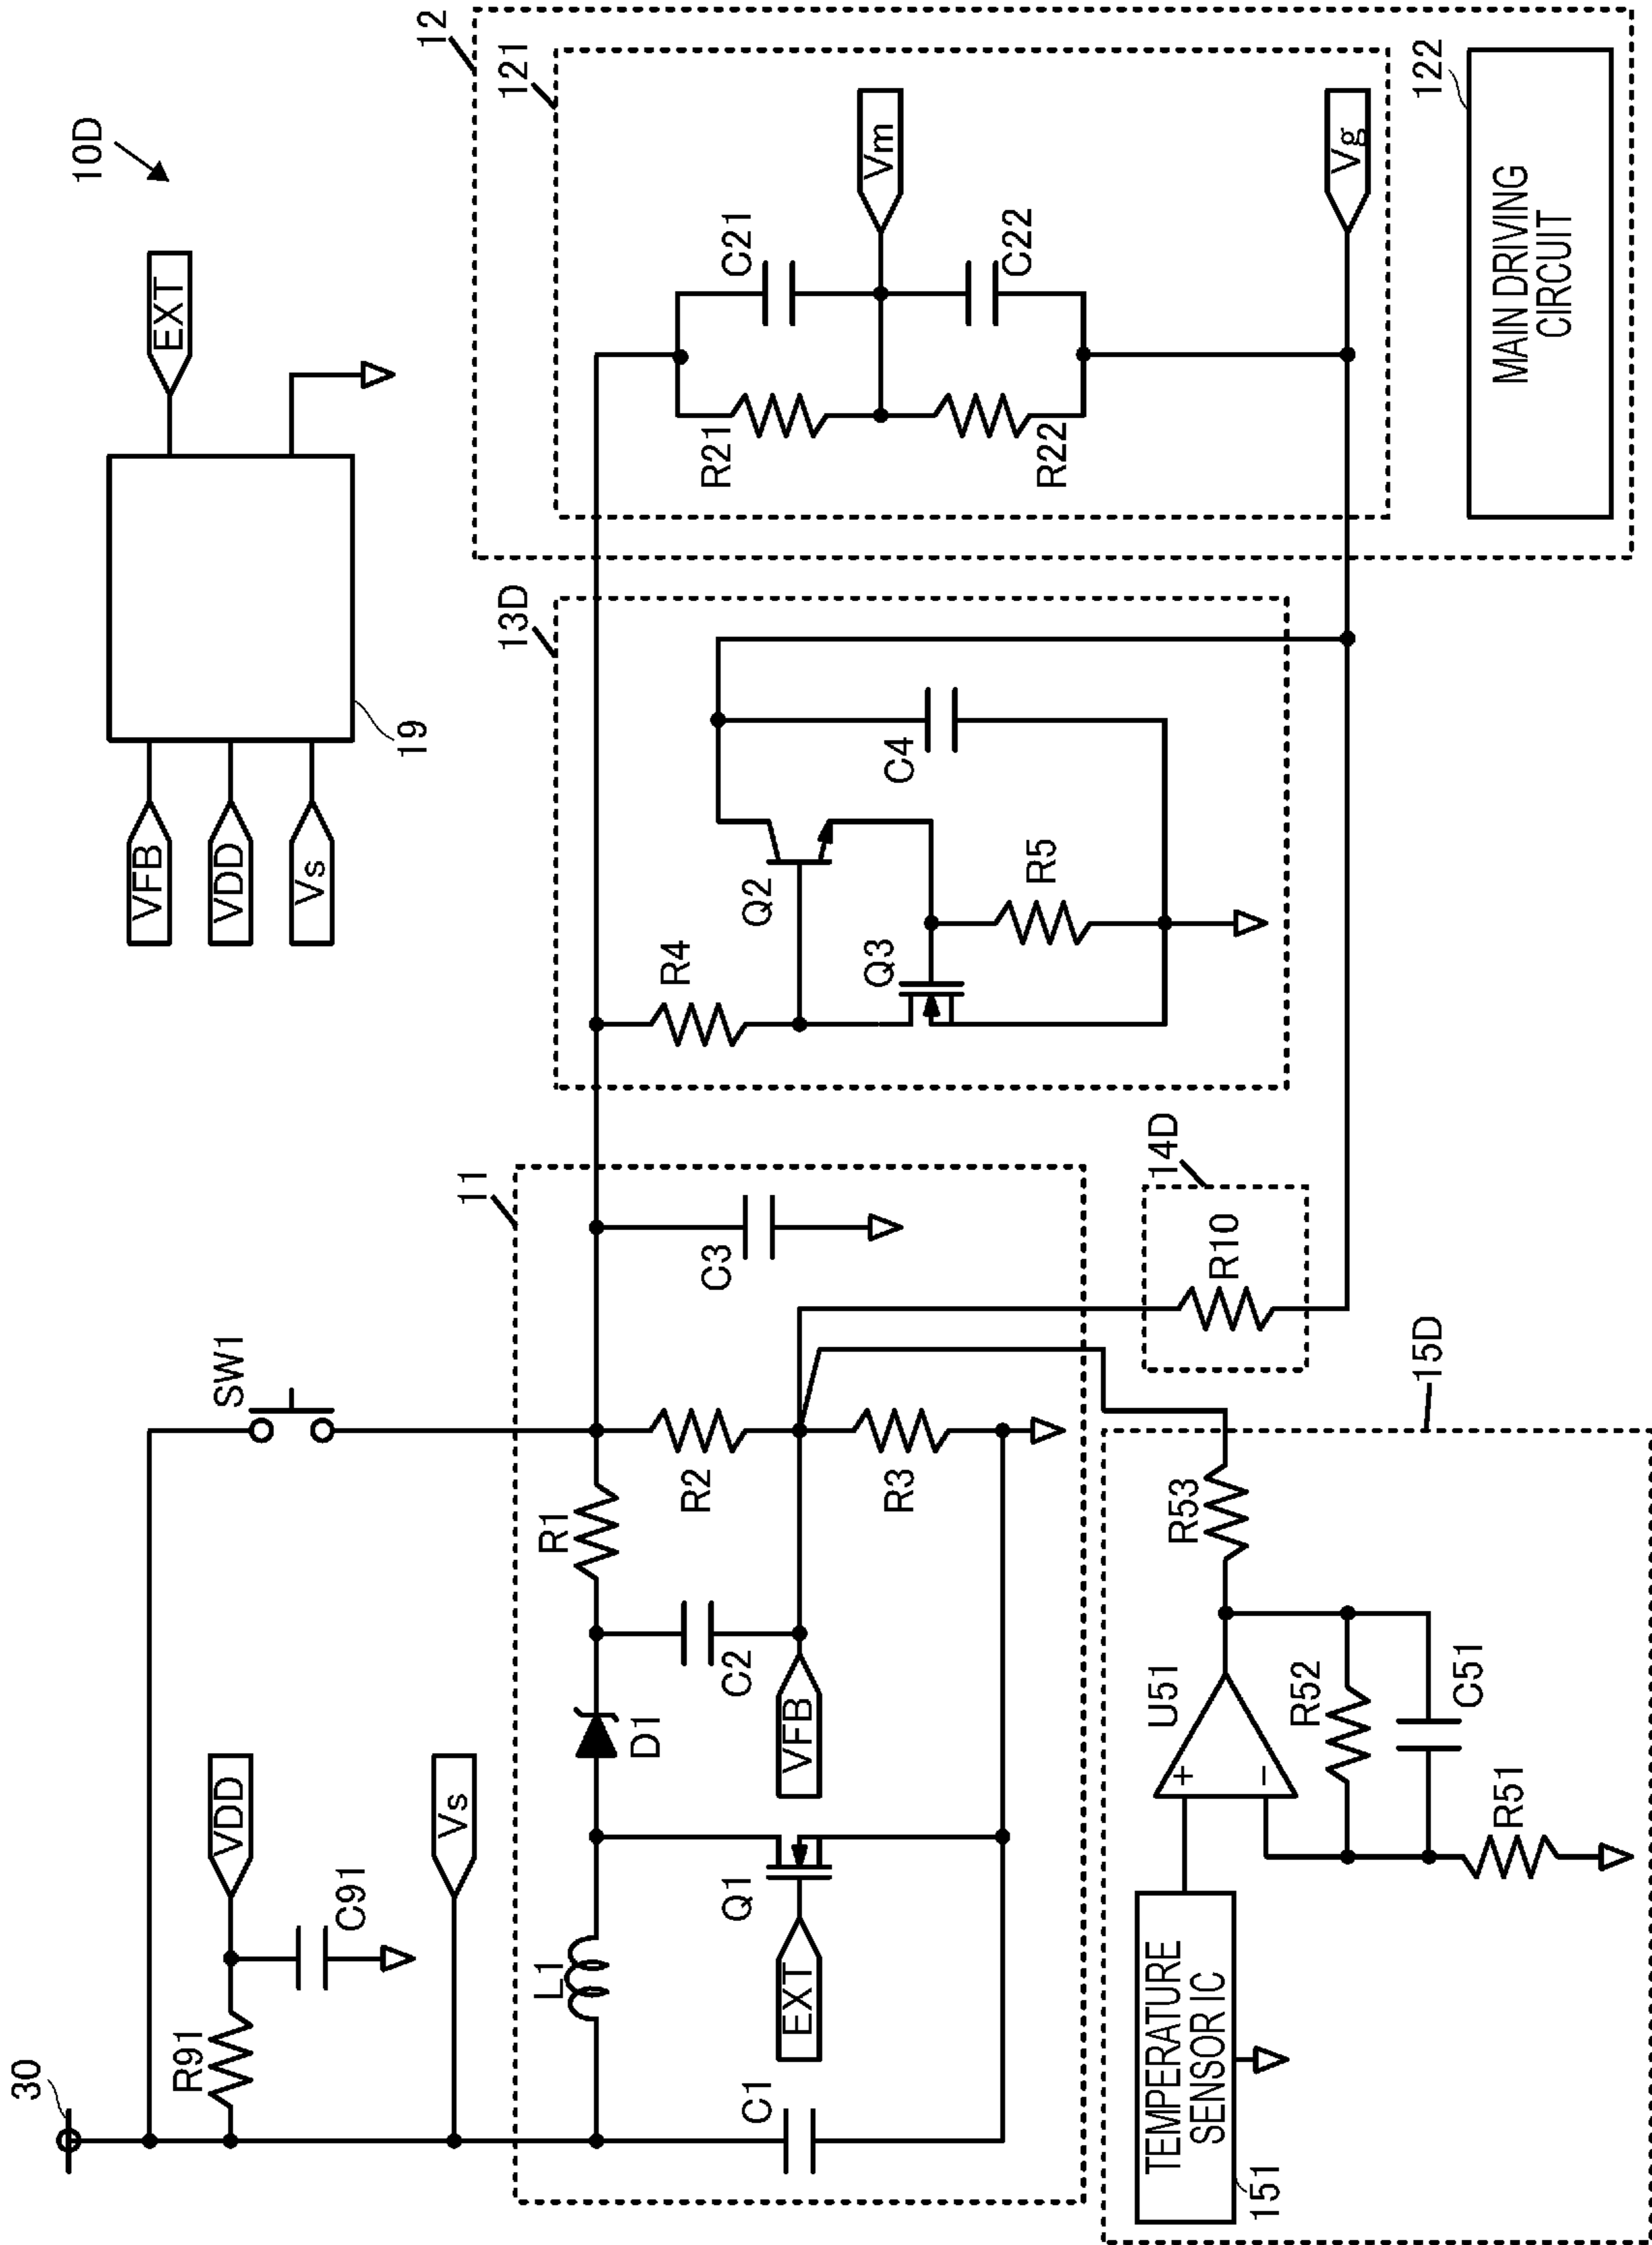 10D
30
SW1
VFB
VDD
Vs
EXT
19
R91
VDD
C91
Vs
11
L1
D1
R1
C1
EXT
Q1
C2
VFB
R2
R3
C3
13D
R4
Q2
Q3
R5
C4
12
121
R21
C21
Vm
R22
C22
Vg
122
MAIN DRIVING
CIRCUIT
14D
R10
15D
TEMPERATURE
SENSOR IC
151
U51
+
−
R53
R52
C51
R51